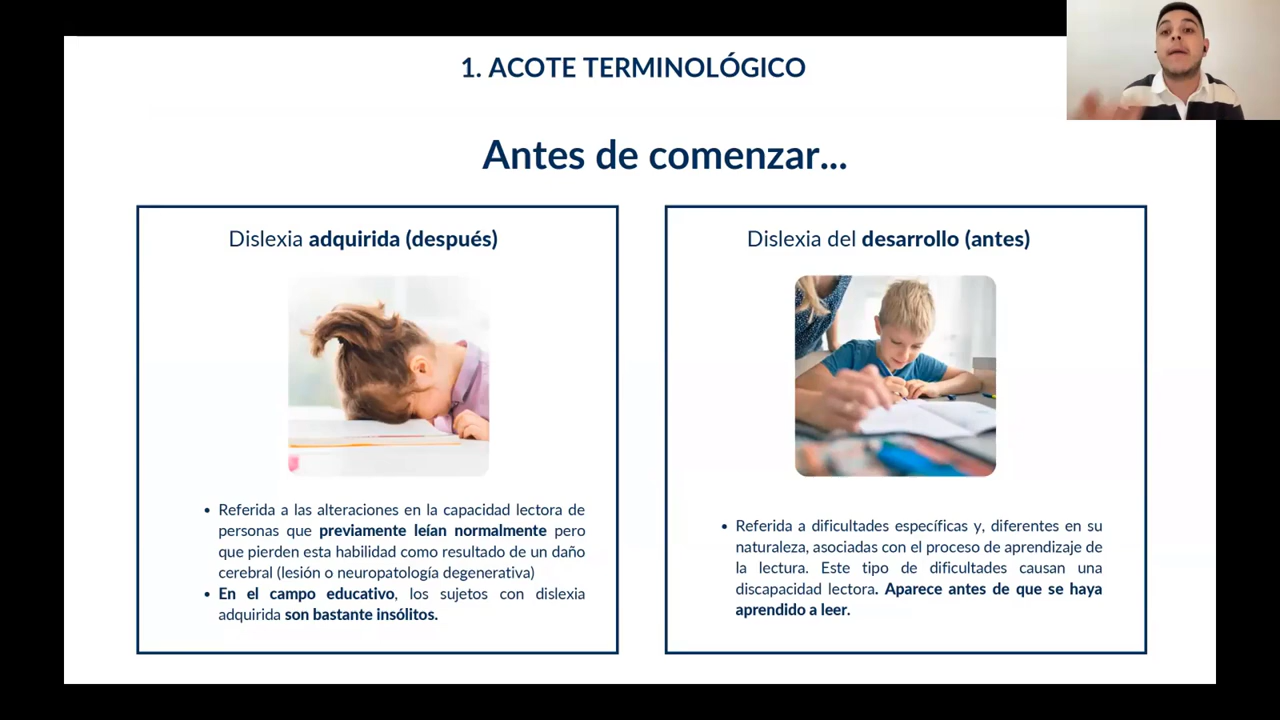 1. ACOTE TERMINOLÓGICO
Antes de comenzar...
Dislexia adquirida (después)
Referida a las alteraciones en la capacidad lectora de
personas que previamente leían normalmente pero
que pierden esta habilidad como resultado de un daño
cerebral (lesión o neuropatología degenerativa)
En el campo educativo, los sujetos con dislexia
adquirida son bastante insólitos.
Dislexia del desarrollo (antes)
Referida a dificultades específicas y, diferentes en su
naturaleza, asociadas con el proceso de aprendizaje de
la lectura. Este tipo de dificultades causan una
discapacidad lectora. Aparece antes de que se haya
aprendido a leer.